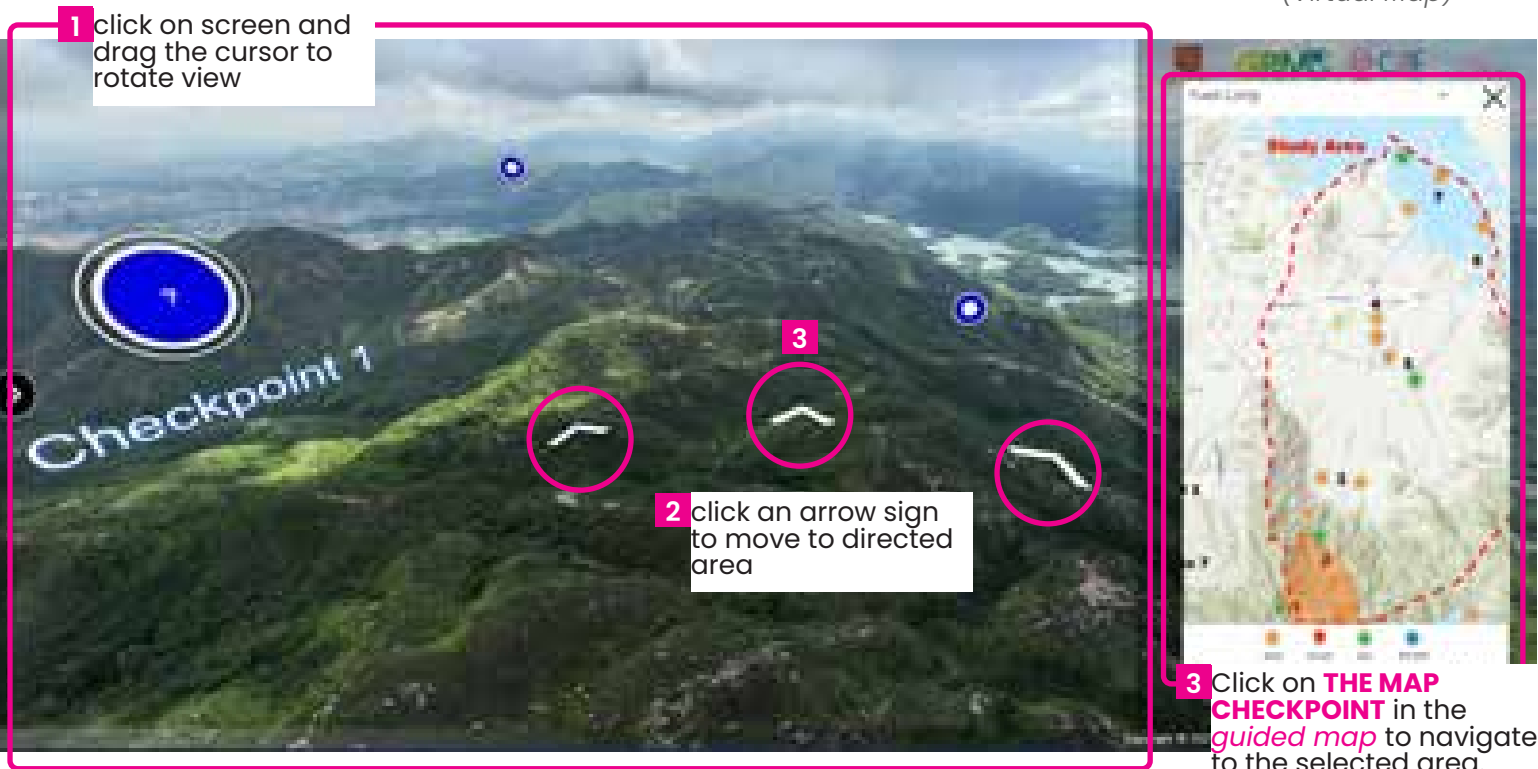 (Virtual Map)
1 click on screen and
drag the cursor to
rotate view
Checkpoint 1
3
2 click an arrow sign
to move to directed
area
Study Area
3 Click on THE MAP
CHECKPOINT in the
guided map to navigate
to the selected area